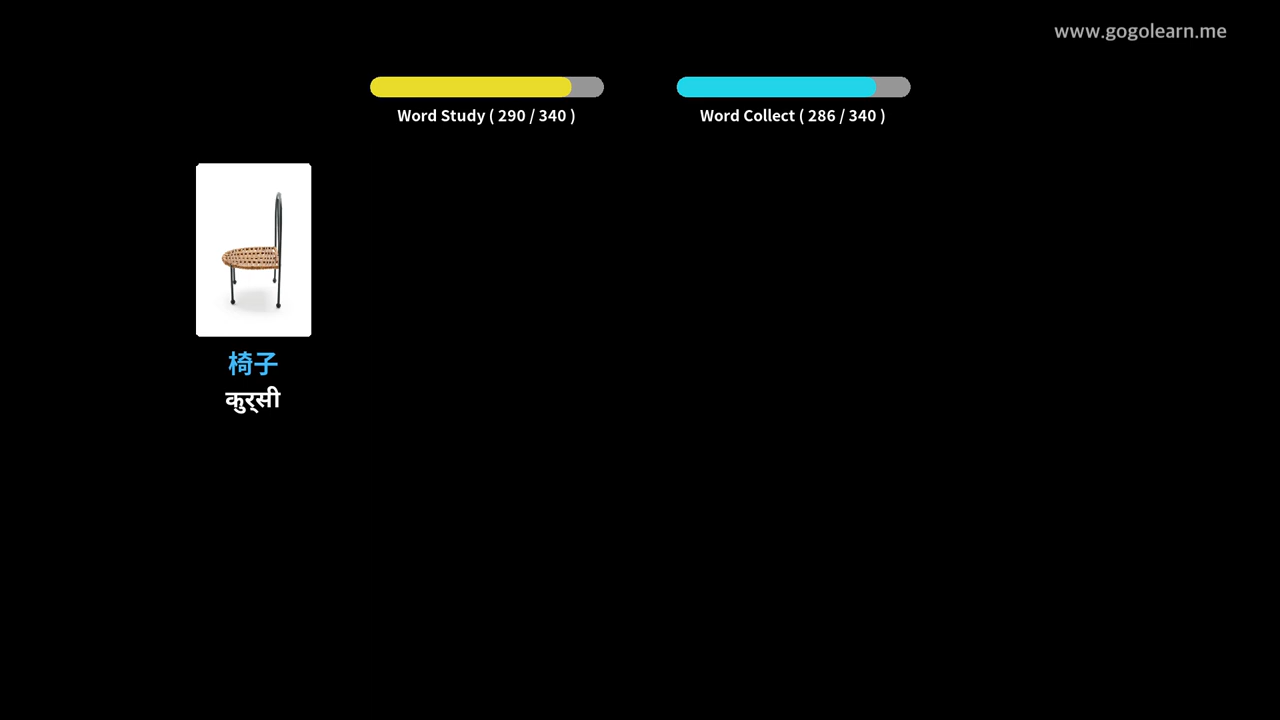 www.gogolearn.me
Word Study ( 290 / 340 )
Word Collect ( 286 / 340 )
椅子
कुर्सी